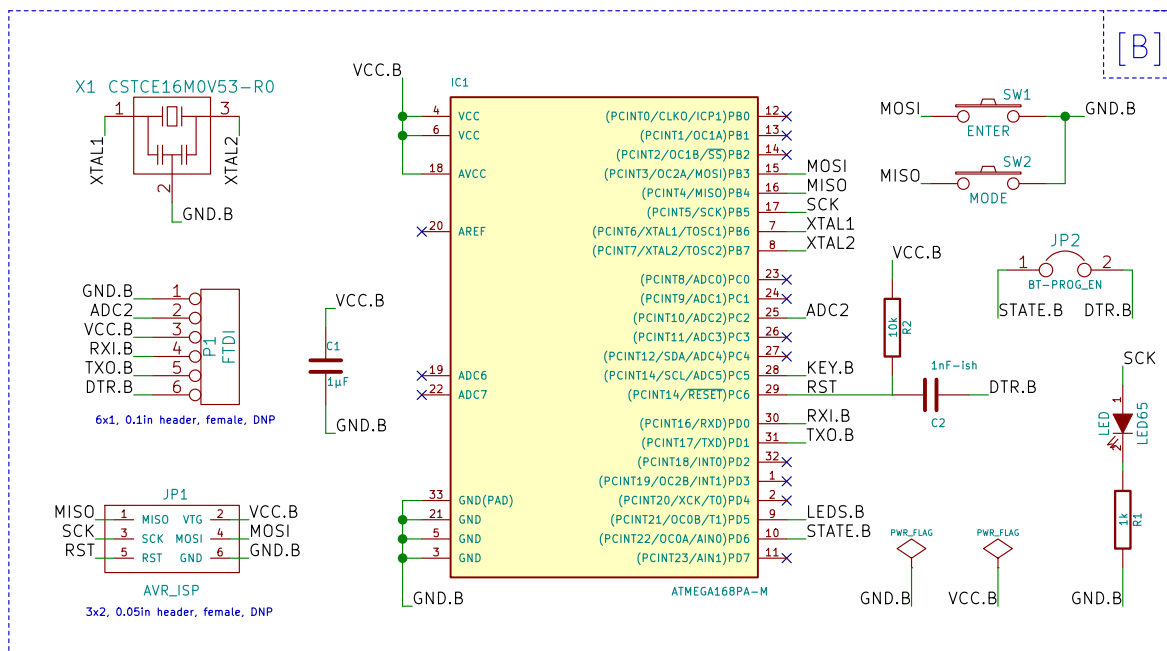 [B]
X1 CSTCE16M0V53-R0
1
3
2
XTAL1
XTAL2
GND.B
GND.B 1
ADC2 2
VCC.B 3
RXI.B 4
TXO.B 5
DTR.B 6
P1
FTDI
6x1, 0.1in header, female, DNP
VCC.B
C1
1µF
GND.B
JP1
MISO 1 MISO VTG 2 VCC.B
SCK 3 SCK MOSI 4 MOSI
RST 5 RST GND 6 GND.B
AVR_ISP
3x2, 0.05in header, female, DNP
VCC.B
IC1
4 VCC
6 VCC
18 AVCC
20 AREF
19 ADC6
22 ADC7
33 GND(PAD)
21 GND
5 GND
3 GND
GND.B
(PCINT0/CLKO/ICP1)PB0 12
(PCINT1/OC1A)PB1 13
(PCINT2/OC1B/SS)PB2 14
(PCINT3/OC2A/MOSI)PB3 15 MOSI
(PCINT4/MISO)PB4 16 MISO
(PCINT5/SCK)PB5 17 SCK
(PCINT6/XTAL1/TOSC1)PB6 7 XTAL1
(PCINT7/XTAL2/TOSC2)PB7 8 XTAL2
(PCINT8/ADC0)PC0 23
(PCINT9/ADC1)PC1 24
(PCINT10/ADC2)PC2 25 ADC2
(PCINT11/ADC3)PC3 26
(PCINT12/SDA/ADC4)PC4 27
(PCINT14/SCL/ADC5)PC5 28 KEY.B
(PCINT14/RESET)PC6 29 RST
(PCINT16/RXD)PD0 30 RXI.B
(PCINT17/TXD)PD1 31 TXO.B
(PCINT18/INT0)PD2 32
(PCINT19/OC2B/INT1)PD3 1
(PCINT20/XCK/T0)PD4 2
(PCINT21/OC0B/T1)PD5 9 LEDS.B
(PCINT22/OC0A/AIN0)PD6 10 STATE.B
(PCINT23/AIN1)PD7 11
ATMEGA168PA-M
MOSI
SW1
ENTER
GND.B
MISO
SW2
MODE
VCC.B
10k
R2
1nF-ish
C2
DTR.B
JP2
1
2
BT-PROG_EN
STATE.B
DTR.B
SCK
1
LED
LED65
2
1k
R1
GND.B
PWR_FLAG
GND.B
PWR_FLAG
VCC.B